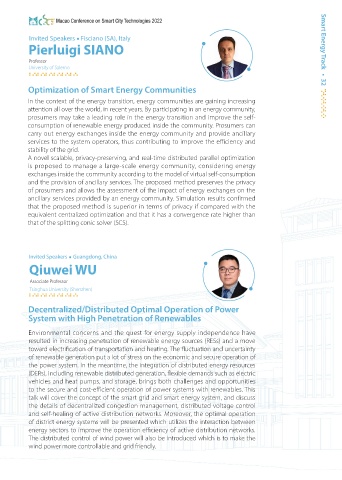 MCSCT Macao Conference on Smart City Technologies 2022
Smart Energy Track • 32
Invited Speakers • Fisciano (SA), Italy
Pierluigi SIANO
Professor
University of Salerno
Optimization of Smart Energy Communities
In the context of the energy transition, energy communities are gaining increasing
attention all over the world, in recent years. By participating in an energy community,
prosumers may take a leading role in the energy transition and improve the self-
consumption of renewable energy produced inside the community. Prosumers can
carry out energy exchanges inside the energy community and provide ancillary
services to the system operators, thus contributing to improve the efficiency and
stability of the grid.
A novel scalable, privacy-preserving, and real-time distributed parallel optimization
is proposed to manage a large-scale energy community, considering energy
exchanges inside the community according to the model of virtual self-consumption
and the provision of ancillary services. The proposed method preserves the privacy
of prosumers and allows the assessment of the impact of energy exchanges on the
ancillary services provided by an energy community. Simulation results confirmed
that the proposed method is superior in terms of privacy if compared with the
equivalent centralized optimization and that it has a convergence rate higher than
that of the splitting conic solver (SCS).
Invited Speakers • Guangdong, China
Qiuwei WU
Associate Professor
Tsinghua University (Shenzhen)
Decentralized/Distributed Optimal Operation of Power
System with High Penetration of Renewables
Environmental concerns and the quest for energy supply independence have
resulted in increasing penetration of renewable energy sources (RESs) and a move
toward electrification of transportation and heating. The fluctuation and uncertainty
of renewable generation put a lot of stress on the economic and secure operation of
the power system. In the meantime, the integration of distributed energy resources
(DERs), including renewable distributed generation, flexible demands such as electric
vehicles and heat pumps, and storage, brings both challenges and opportunities
to the secure and cost-efficient operation of power systems with renewables. This
talk will cover the concept of the smart grid and smart energy system, and discuss
the details of decentralized congestion management, distributed voltage control
and self-healing of active distribution networks. Moreover, the optimal operation
of district energy systems will be presented which utilizes the interaction between
energy sectors to improve the operation efficiency of active distribution networks.
The distributed control of wind power will also be introduced which is to make the
wind power more controllable and grid friendly.